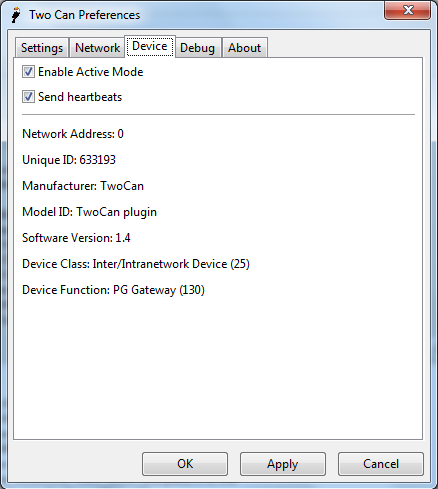 Two Can Preferences
Settings Network Device Debug About
Enable Active Mode
Send heartbeats
Network Address: 0
Unique ID: 633193
Manufacturer: TwoCan
Model ID: TwoCan plugin
Software Version: 1.4
Device Class: Inter/Intranetwork Device (25)
Device Function: PG Gateway (130)
OK Apply Cancel